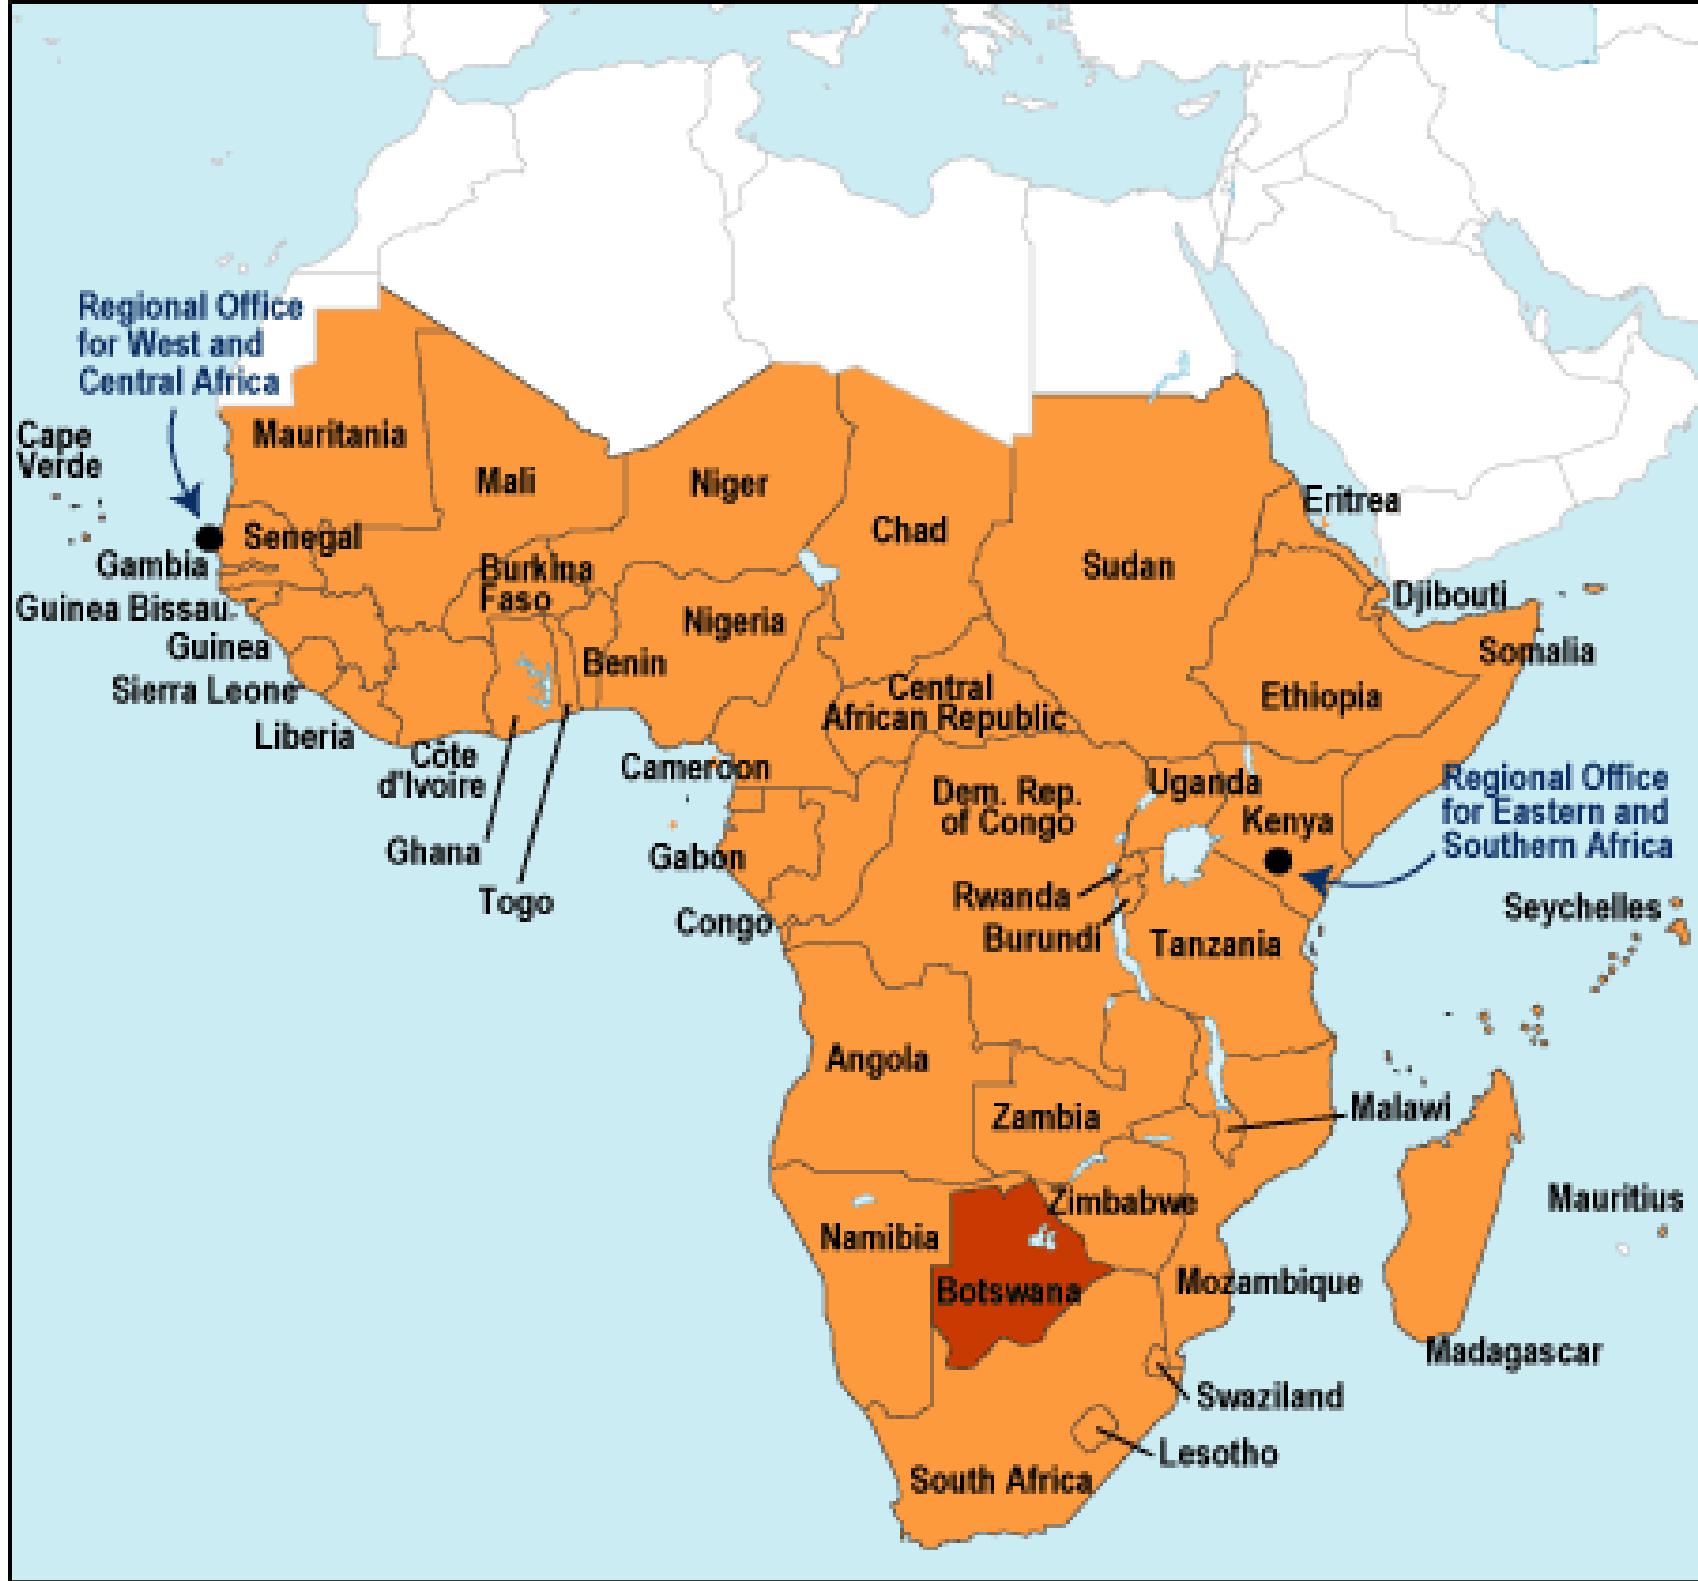 Regional Office
for West and
Central Africa
Cape
Verde
Mauritania
Mali
Niger
Chad
Sudan
Eritrea
Senegal
Gambia
Burkina
Faso
Djibouti
Guinea Bissau
Nigeria
Guinea
Benin
Somalia
Sierra Leone
Central
African Republic
Ethiopia
Liberia
Côte
d'Ivoire
Cameroon
Uganda
Regional Office
for Eastern and
Southern Africa
Dem. Rep.
of Congo
Kenya
Ghana
Gabon
Togo
Rwanda
Seychelles
Congo
Burundi
Tanzania
Angola
Zambia
Malawi
Zimbabwe
Mauritius
Namibia
Botswana
Mozambique
Madagascar
Swaziland
Lesotho
South Africa